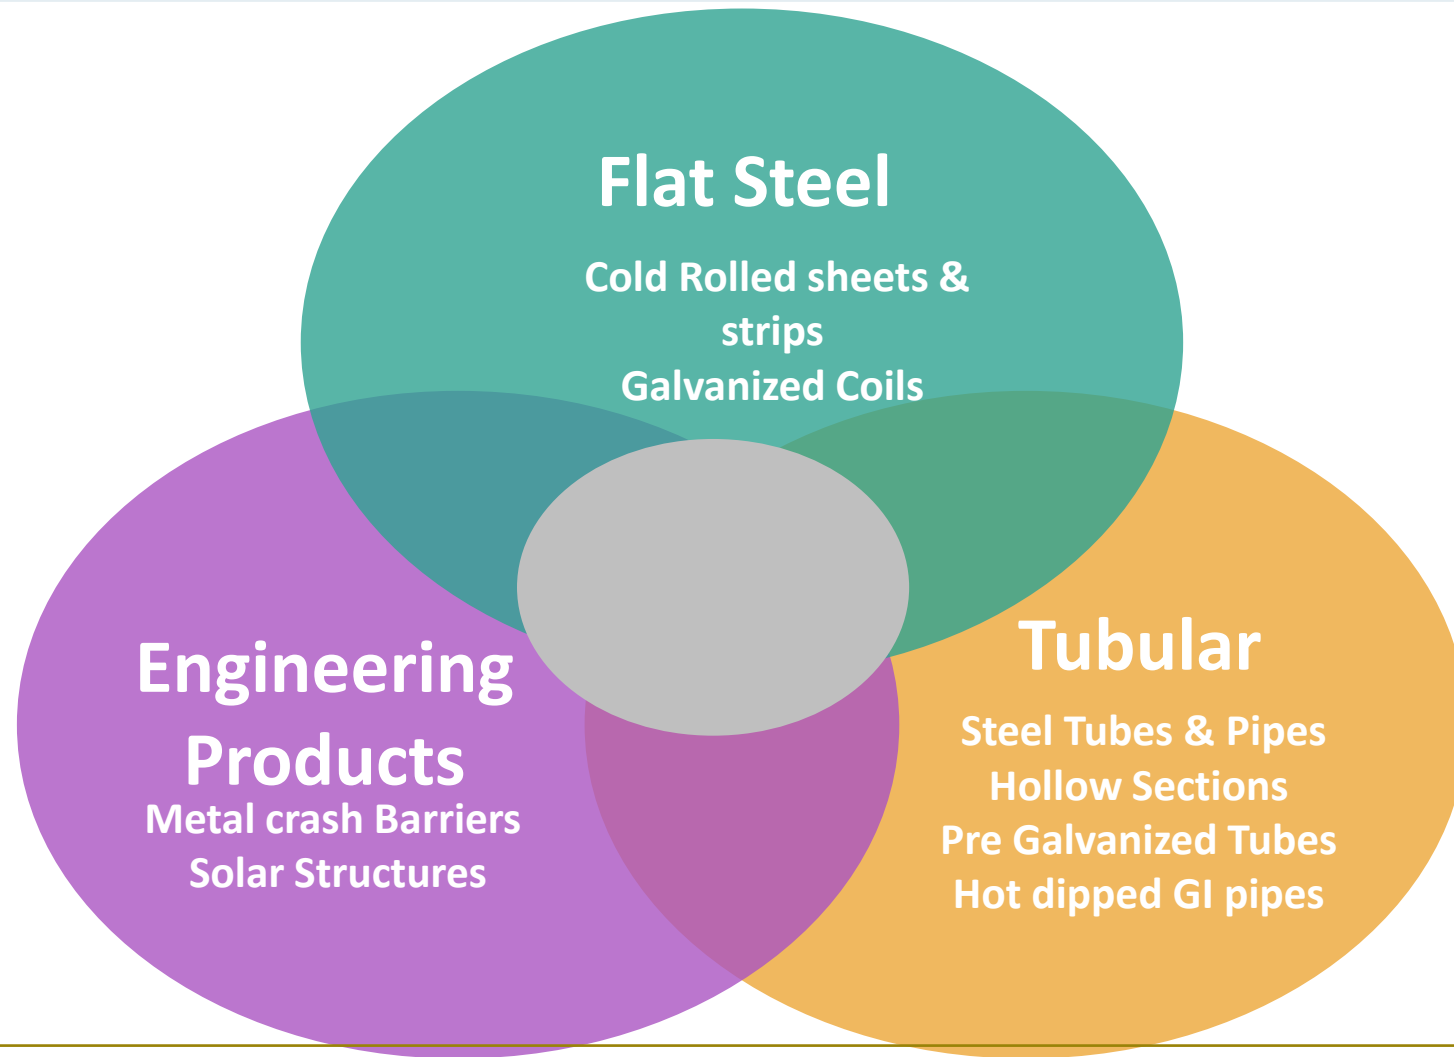 Flat Steel
Cold Rolled sheets &
strips
Galvanized Coils
Engineering
Products
Metal crash Barriers
Solar Structures
Tubular
Steel Tubes & Pipes
Hollow Sections
Pre Galvanized Tubes
Hot dipped GI pipes